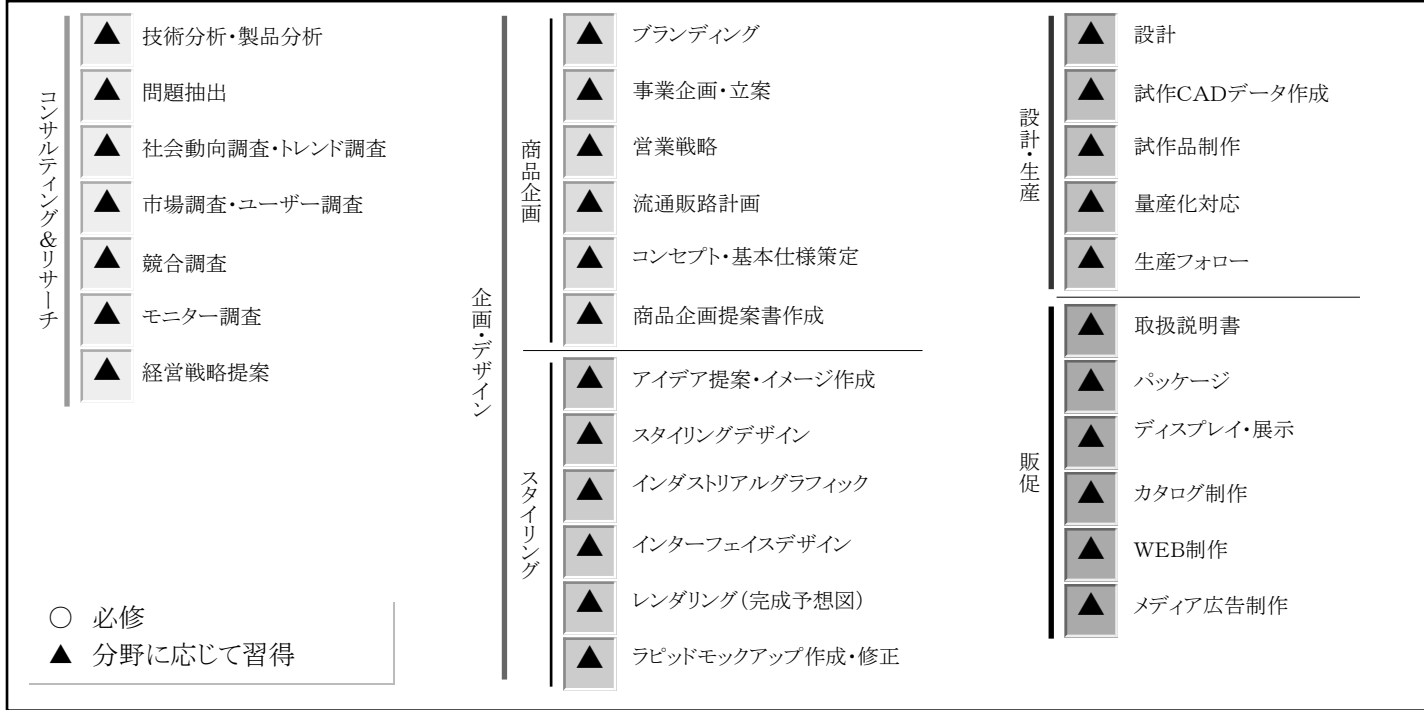 コンサルティング&リサーチ
▲ 技術分析・製品分析
▲ 問題抽出
▲ 社会動向調査・トレンド調査
▲ 市場調査・ユーザー調査
▲ 競合調査
▲ モニター調査
▲ 経営戦略提案
企画・デザイン
商品企画
▲ ブランディング
▲ 事業企画・立案
▲ 営業戦略
▲ 流通販路計画
▲ コンセプト・基本仕様策定
▲ 商品企画提案書作成
スタイリング
▲ アイデア提案・イメージ作成
▲ スタイリングデザイン
▲ インダストリアルグラフィック
▲ インターフェイスデザイン
▲ レンダリング(完成予想図)
▲ ラピッドモックアップ作成・修正
設計・生産
▲ 設計
▲ 試作CADデータ作成
▲ 試作品制作
▲ 量産化対応
▲ 生産フォロー
販促
▲ 取扱説明書
▲ パッケージ
▲ ディスプレイ・展示
▲ カタログ制作
▲ WEB制作
▲ メディア広告制作
○ 必修
▲ 分野に応じて習得